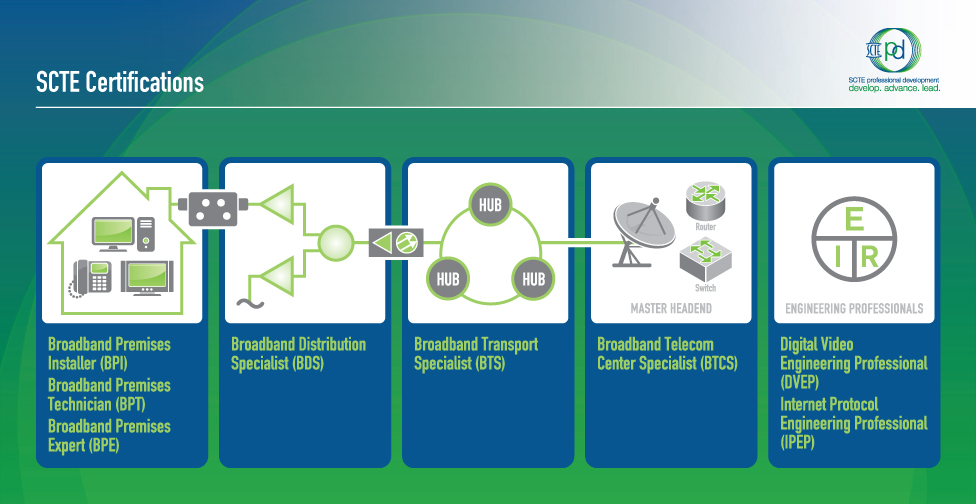 SCTE Certifications
SCTE
pd
SCTE professional development
develop. advance. lead.
HUB
HUB
HUB
Router
Switch
MASTER HEADEND
E
I R
ENGINEERING PROFESSIONALS
Broadband Premises
Installer (BPI)
Broadband Premises
Technician (BPT)
Broadband Premises
Expert (BPE)
Broadband Distribution
Specialist (BDS)
Broadband Transport
Specialist (BTS)
Broadband Telecom
Center Specialist (BTCS)
Digital Video
Engineering Professional
(DVEP)
Internet Protocol
Engineering Professional
(IPEP)